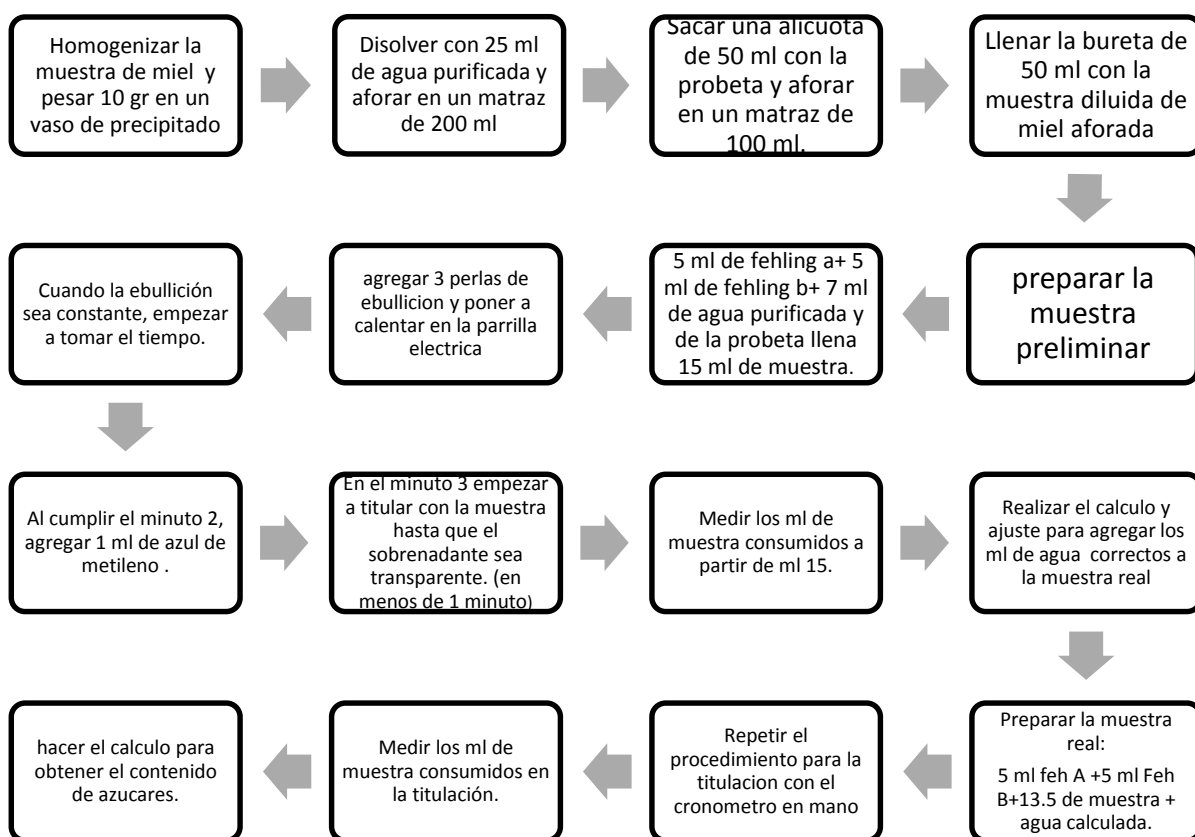 Homogenizar la
muestra de miel y
pesar 10 gr en un
vaso de precipitado
Disolver con 25 ml
de agua purificada y
aforar en un matraz
de 200 ml
Sacar una alicuota
de 50 ml con la
probeta y aforar
en un matraz de
100 ml.
Llenar la bureta de
50 ml con la
muestra diluida de
miel aforada
preparar la
muestra
preliminar
5 ml de fehling a+ 5
ml de fehling b+ 7 ml
de agua purificada y
de la probeta llena
15 ml de muestra.
agregar 3 perlas de
ebullicion y poner a
calentar en la parrilla
electrica
Cuando la ebullición
sea constante, empezar
a tomar el tiempo.
Al cumplir el minuto 2,
agregar 1 ml de azul de
metileno .
En el minuto 3 empezar
a titular con la muestra
hasta que el
sobrenadante sea
transparente. (en
menos de 1 minuto)
Medir los ml de
muestra consumidos a
partir de ml 15.
Realizar el calculo y
ajuste para agregar los
ml de agua correctos a
la muestra real
Preparar la muestra
real:
5 ml feh A +5 ml Feh
B+13.5 de muestra +
agua calculada.
Repetir el
procedimiento para la
titulacion con el
cronometro en mano
Medir los ml de
muestra consumidos en
la titulación.
hacer el calculo para
obtener el contenido
de azucares.